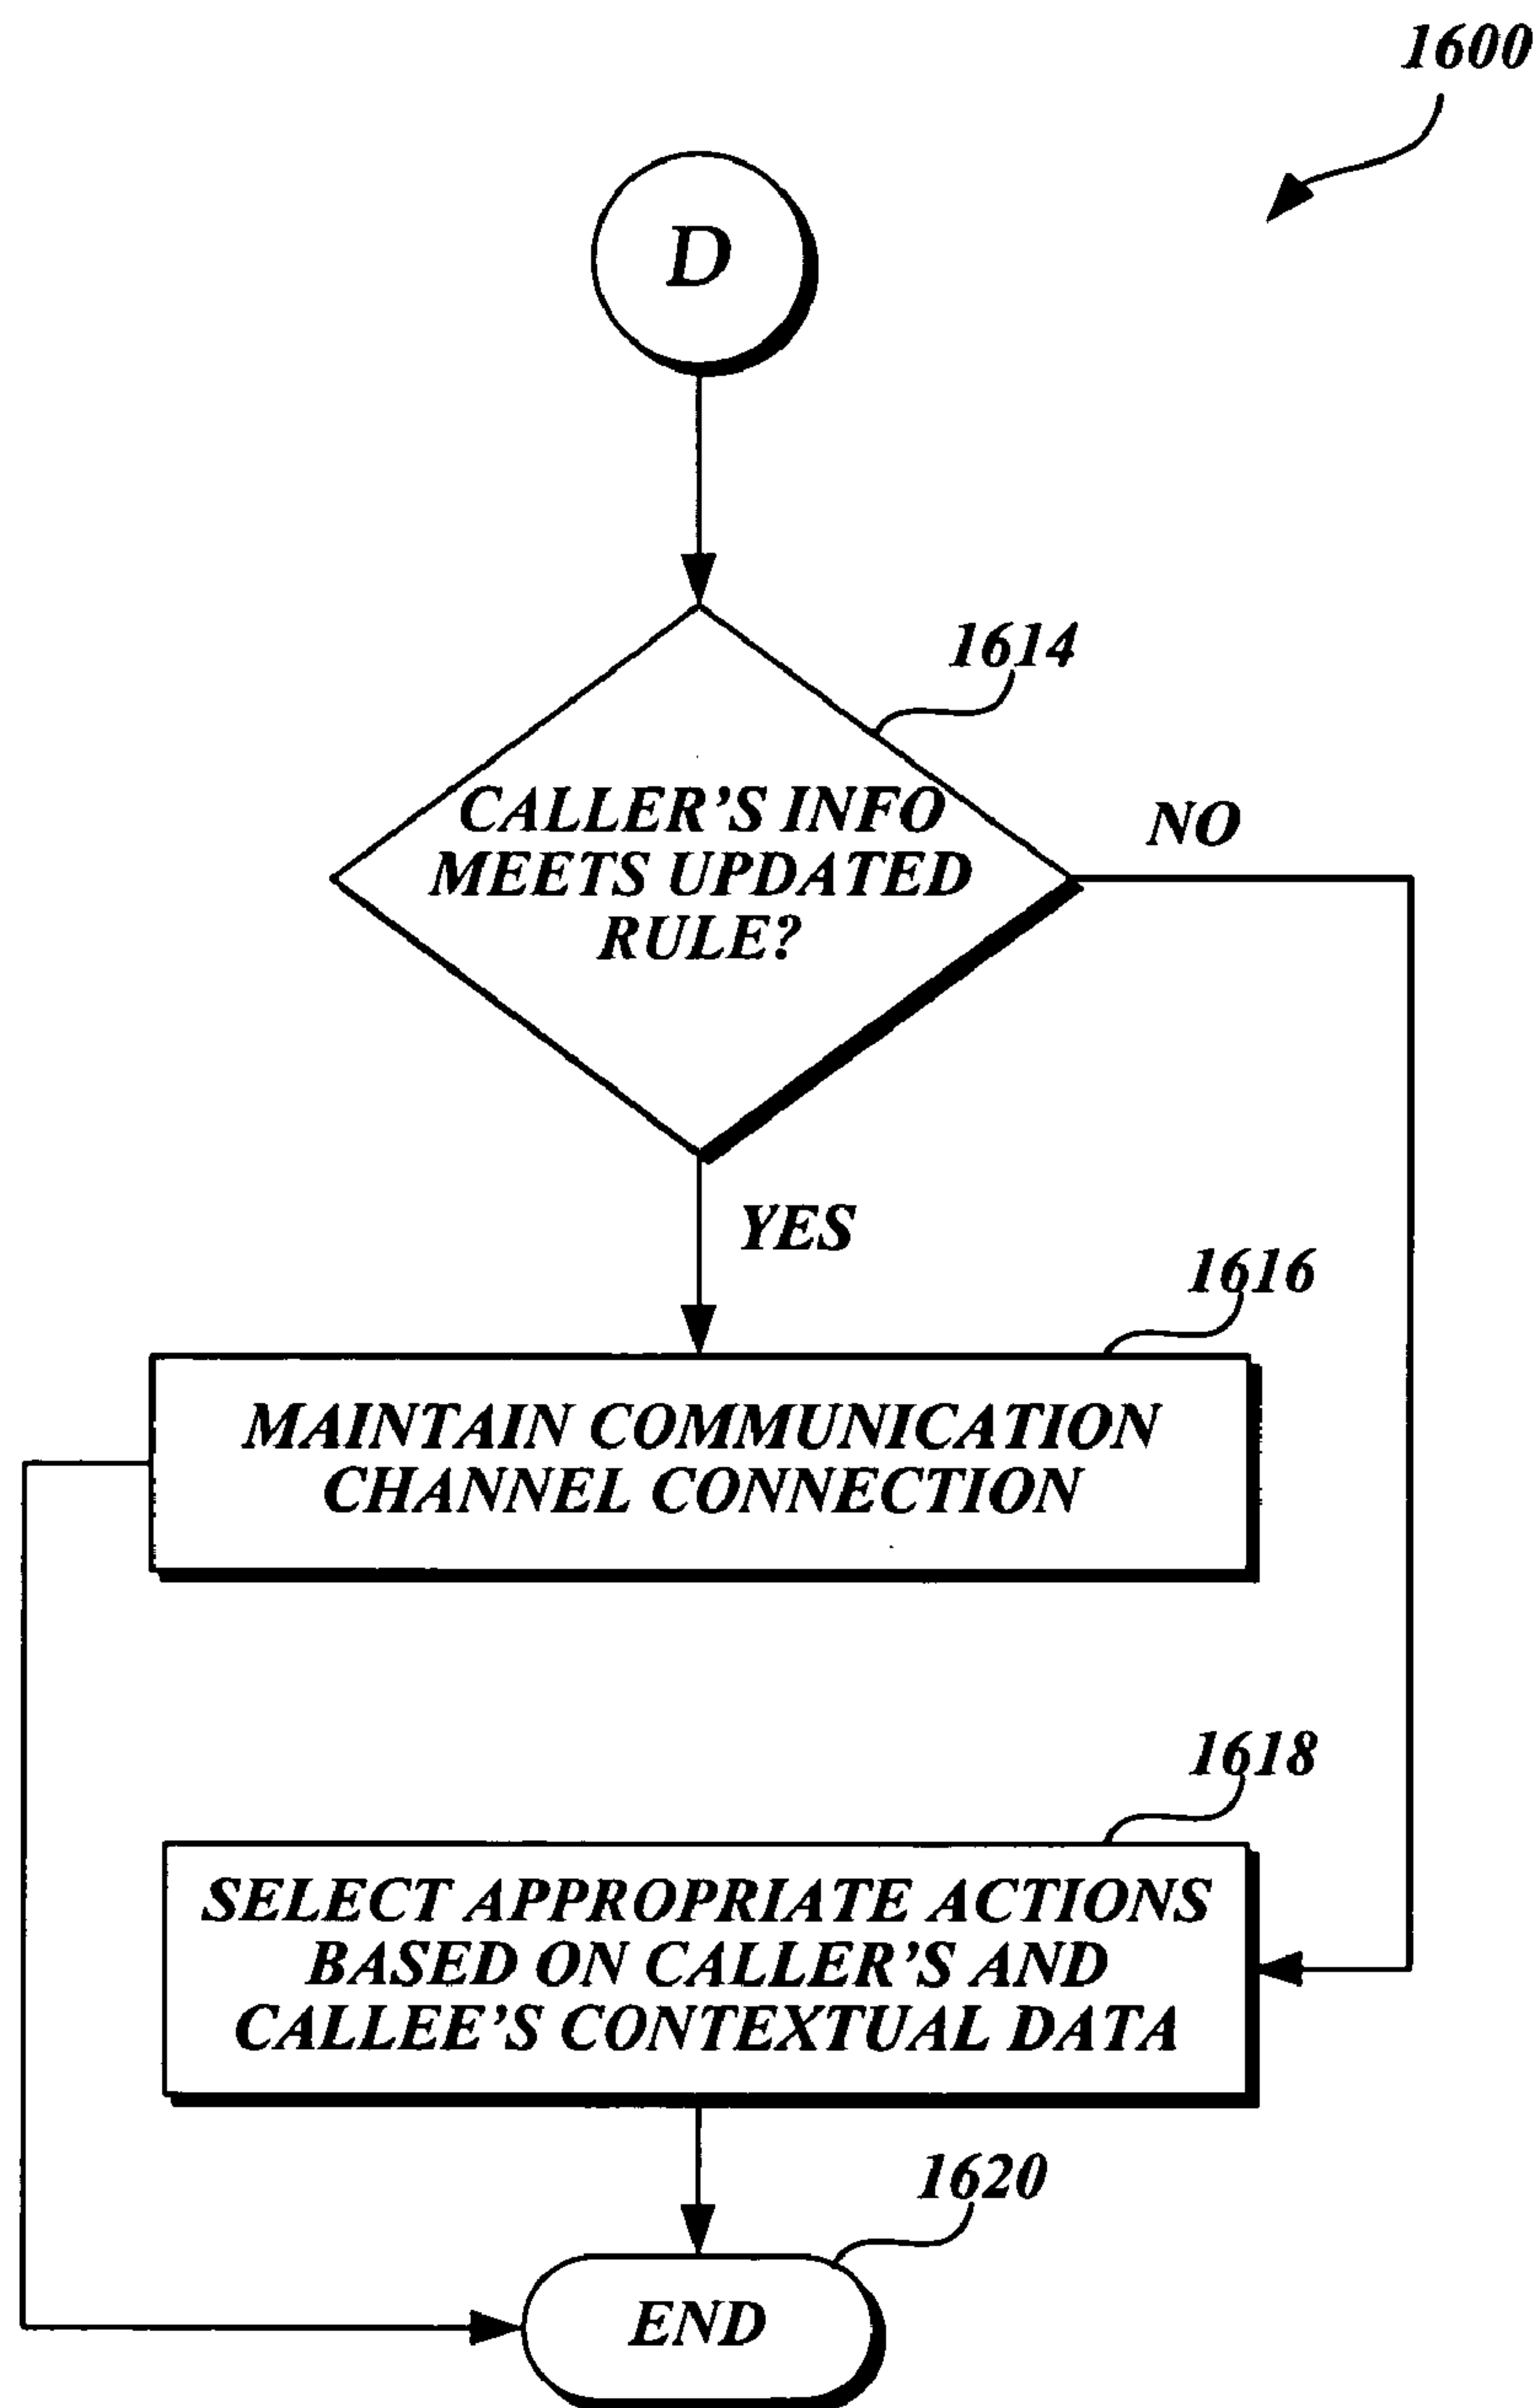 1600
D
1614
CALLER'S INFO
MEETS UPDATED
RULE?
NO
YES
1616
MAINTAIN COMMUNICATION
CHANNEL CONNECTION
1618
SELECT APPROPRIATE ACTIONS
BASED ON CALLER'S AND
CALLEE'S CONTEXTUAL DATA
1620
END